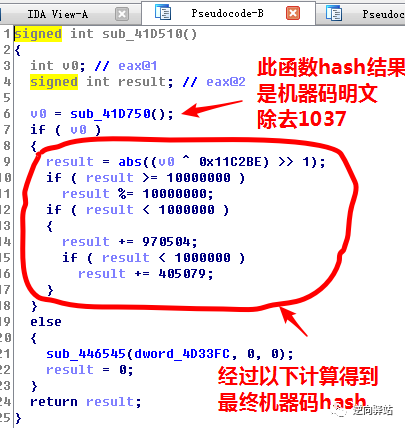 IDA View-A
Pseudocode-B
Pseudoco
1 signed int sub_41D510()
2 {
3 int v0; // eax@1
4 signed int result; // eax@2
5
6 v0 = sub_41D750();
7 if ( v0 )
8 {
9 result = abs((v0 ^ 0x11C2BE) >> 1);
10 if ( result >= 10000000 )
11 result %= 10000000;
12 if ( result < 1000000 )
13 {
14 result += 970504;
15 if ( result < 1000000 )
16 result += 405079;
17 }
18 }
19 else
20 {
21 sub_446545(dword_4D33FC, 0, 0);
22 result = 0;
23 }
24 return result;
25 }
此函数hash结果
是机器码明文
除去1037
经过以下计算得到
最终机器码hash
逆向驿站